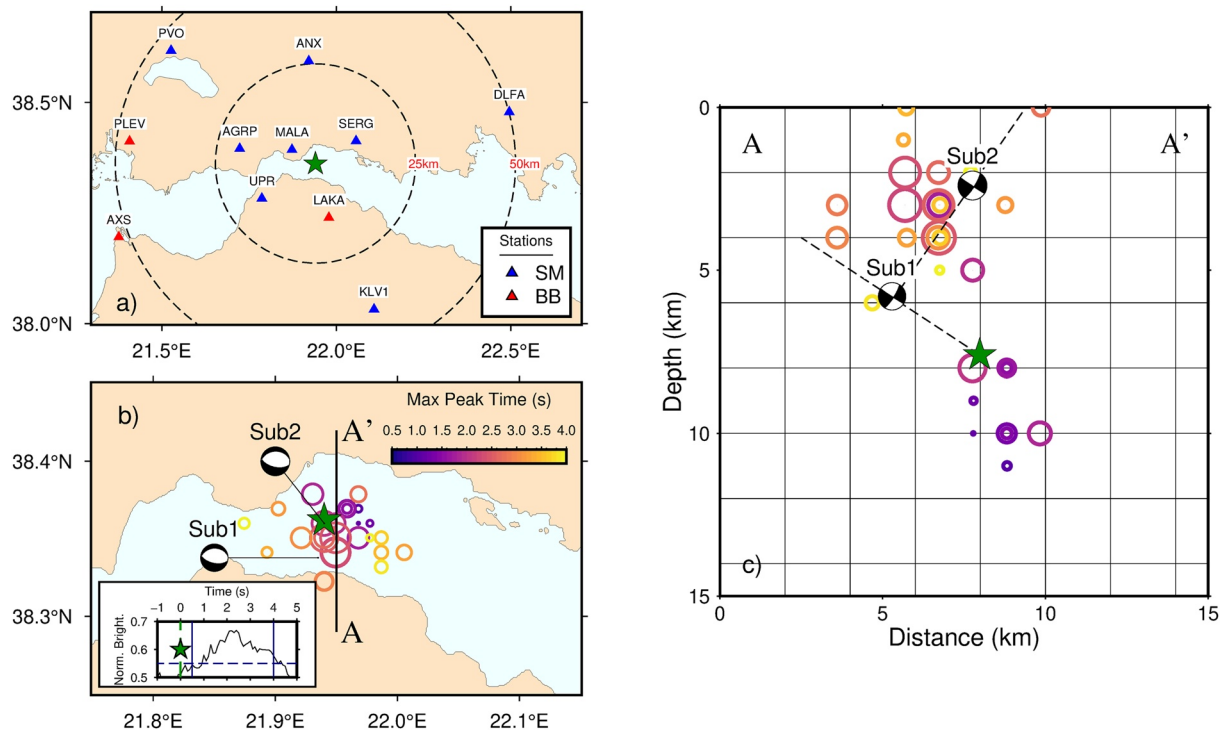 PVO
ANX
38.5°N
DLFA
PLEV
AGRP
MALA
SERG
25km
50km
UPR
LAKA
AXS
Stations
SM
BB
KLV1
a)
38.0°N
21.5°E
22.0°E
22.5°E
b)
Max Peak Time (s)
0.5 1.0 1.5 2.0 2.5 3.0 3.5 4.0
A’
Sub2
38.4°N
Sub1
Time (s)
−1 0 1 2 3 4 5
Norm. Bright.
0.7
0.6
0.5
A
38.3°N
21.8°E
21.9°E
22.0°E
22.1°E
0
A
A’
Sub2
5
Sub1
Depth (km)
10
c)
15
0
5
10
15
Distance (km)